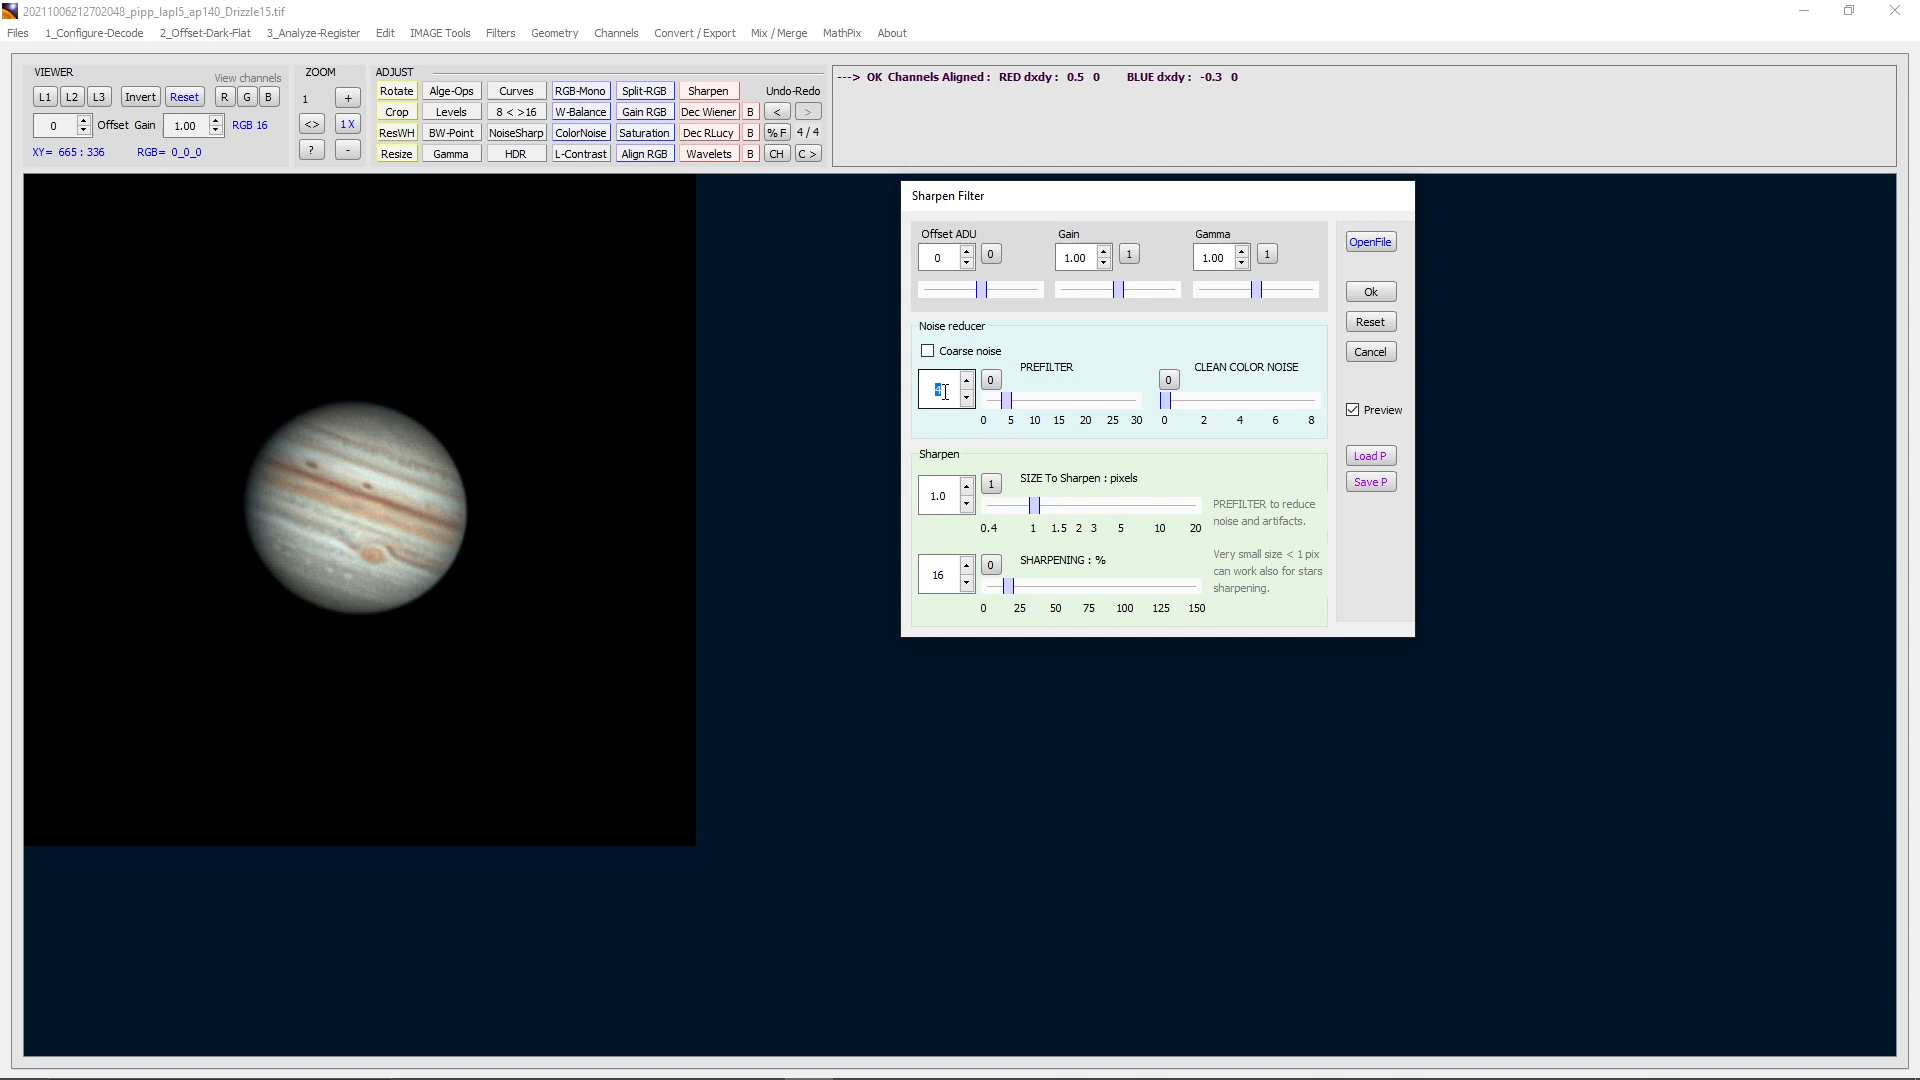 20211006212702048_pipp_lapl5_ap140_Drizzle15.tif
Files 1_Configure-Decode 2_Offset-Dark-Flat 3_Analyze-Register Edit IMAGE Tools Filters Geometry Channels Convert / Export Mix / Merge MathPix About
VIEWER View channels
L1 L2 L3 Invert Reset R G B
0 Offset Gain 1.00 RGB 16
XY= 665 : 336 RGB= 0_0_0
ZOOM
1 +
<> 1 X
? -
ADJUST
Rotate Alge-Ops Curves RGB-Mono Split-RGB Sharpen Undo-Redo
Crop Levels 8 < >16 W-Balance Gain RGB Dec Wiener B < >
ResWH BW-Point NoiseSharp ColorNoise Saturation Dec RLucy B % F 4 / 4
Resize Gamma HDR L-Contrast Align RGB Wavelets B CH C >
---> OK Channels Aligned : RED dxdy : 0.5 0 BLUE dxdy : -0.3 0
Sharpen Filter
Offset ADU Gain Gamma
0 0 1.00 1 1.00 1
Noise reducer
Coarse noise
PREFILTER CLEAN COLOR NOISE
4 0 0
0 5 10 15 20 25 30 0 2 4 6 8
Sharpen
1.0 1 SIZE To Sharpen : pixels
0.4 1 1.5 2 3 5 10 20
PREFILTER to reduce
noise and artifacts.
16 0 SHARPENING : %
0 25 50 75 100 125 150
Very small size < 1 pix
can work also for stars
sharpening.
OpenFile
Ok
Reset
Cancel
Preview
Load P
Save P